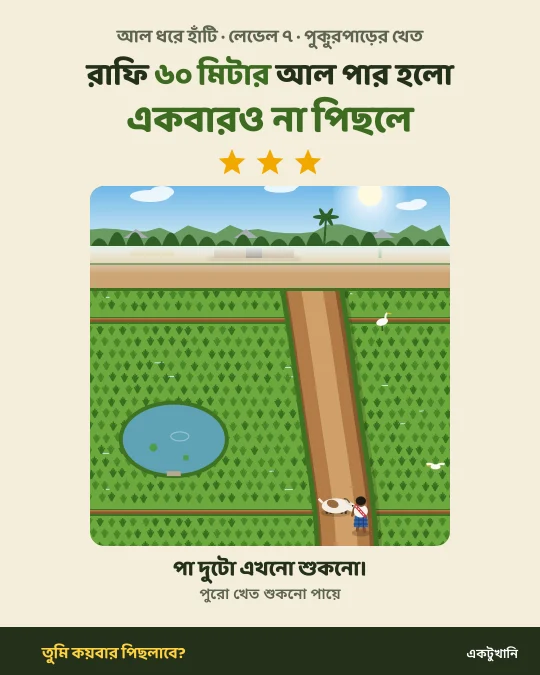 আল ধরে হাঁটি · লেভেল ৭ · পুকুরপাড়ের খেত
রাফি ৬০ মিটার আল পার হলো
একবারও না পিছলে
পা দুটো এখনো শুকনো।
পুরো খেত শুকনো পায়ে
তুমি কয়বার পিছলাবে?
একটুখানি